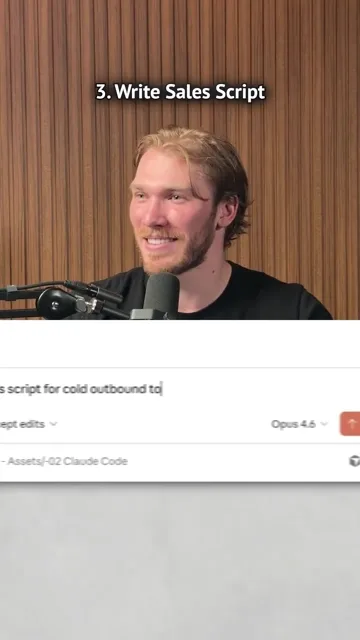 3. Write Sales Script
s script for cold outbound to
ept edits
Opus 4.6
- Assets/-02 Claude Code